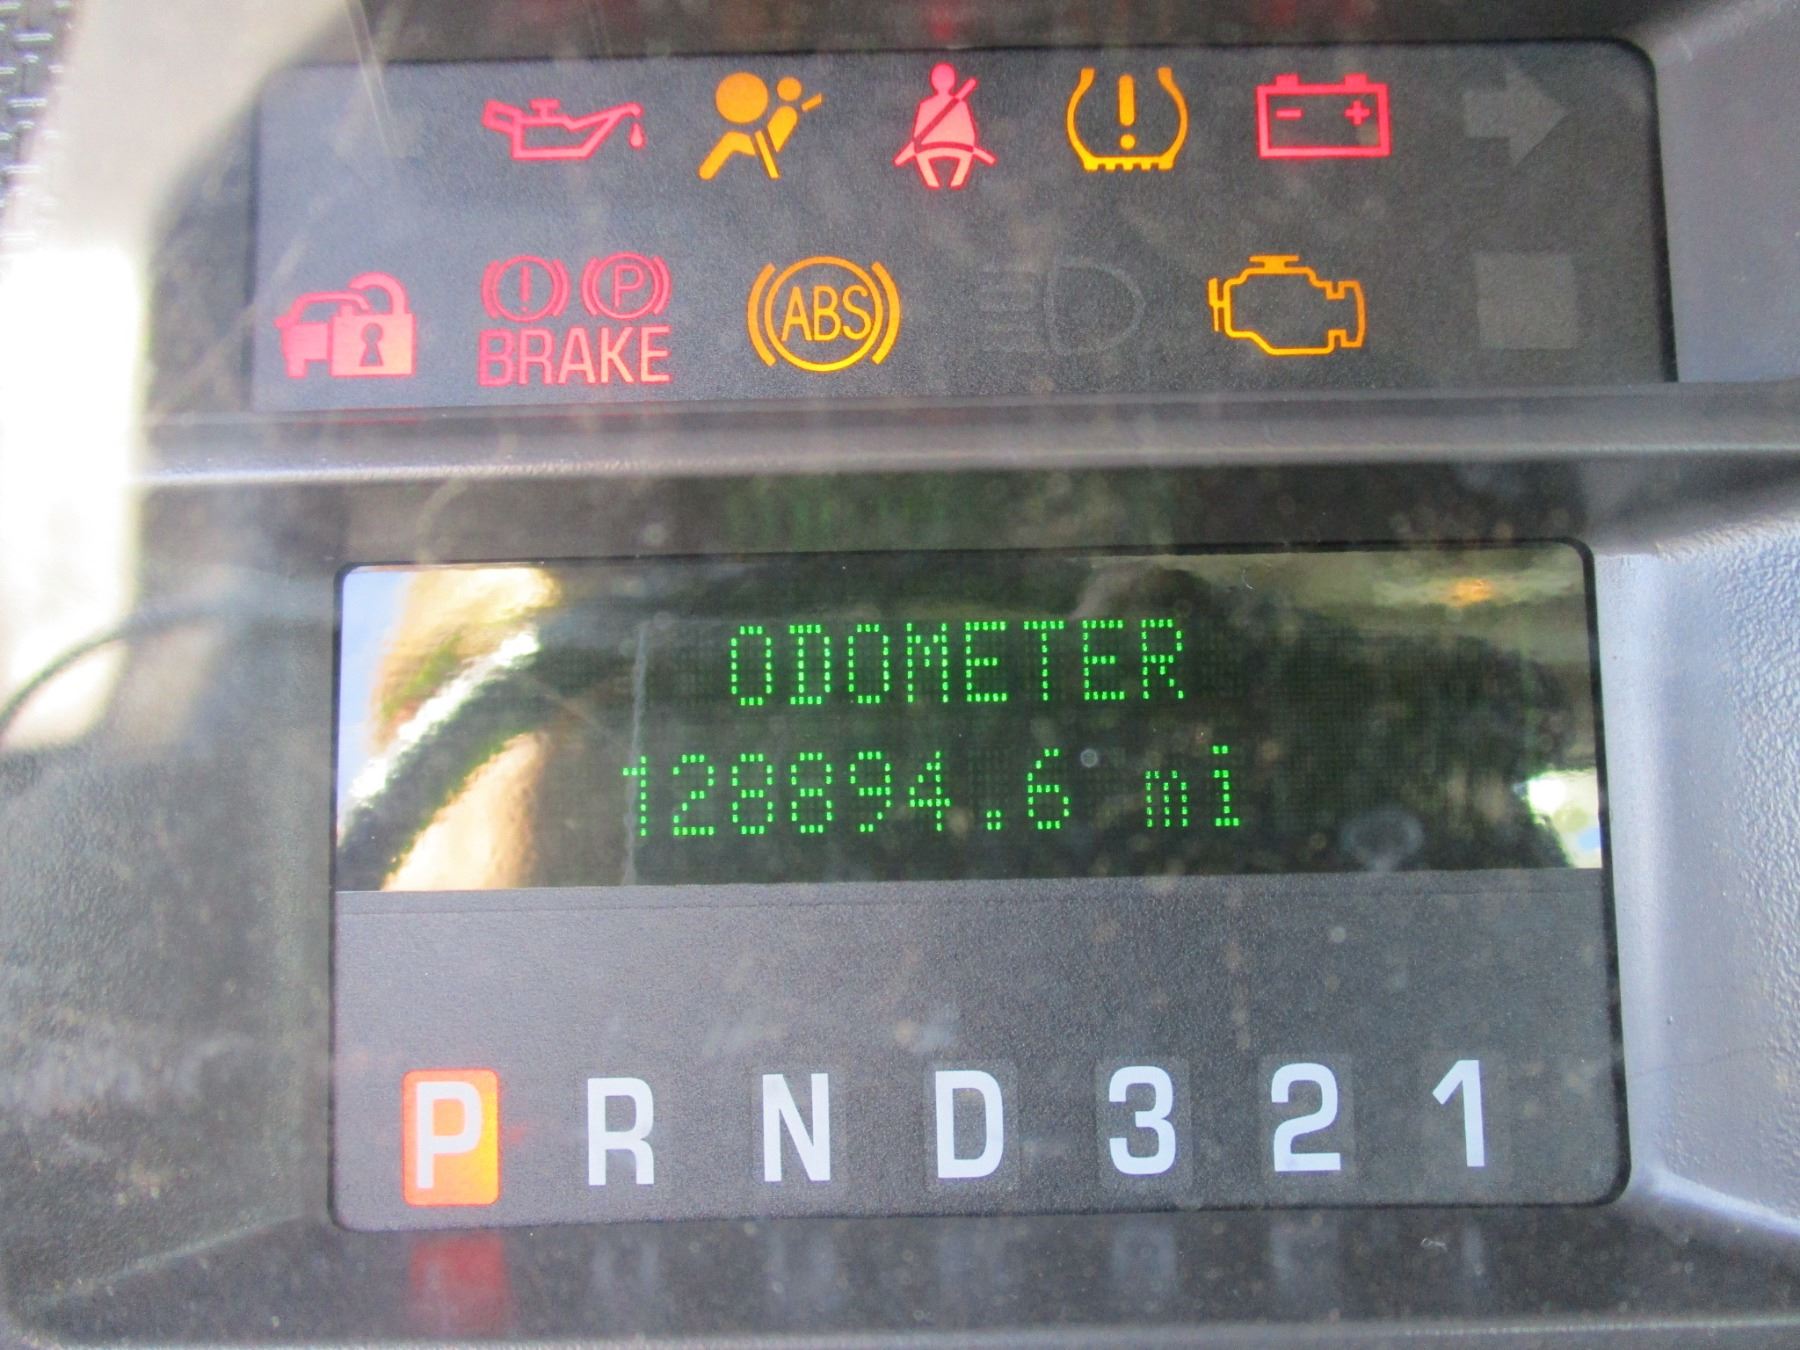 (!) (P)
BRAKE
ABS
ODOMETER
128894.6 mi
P R N D 3 2 1